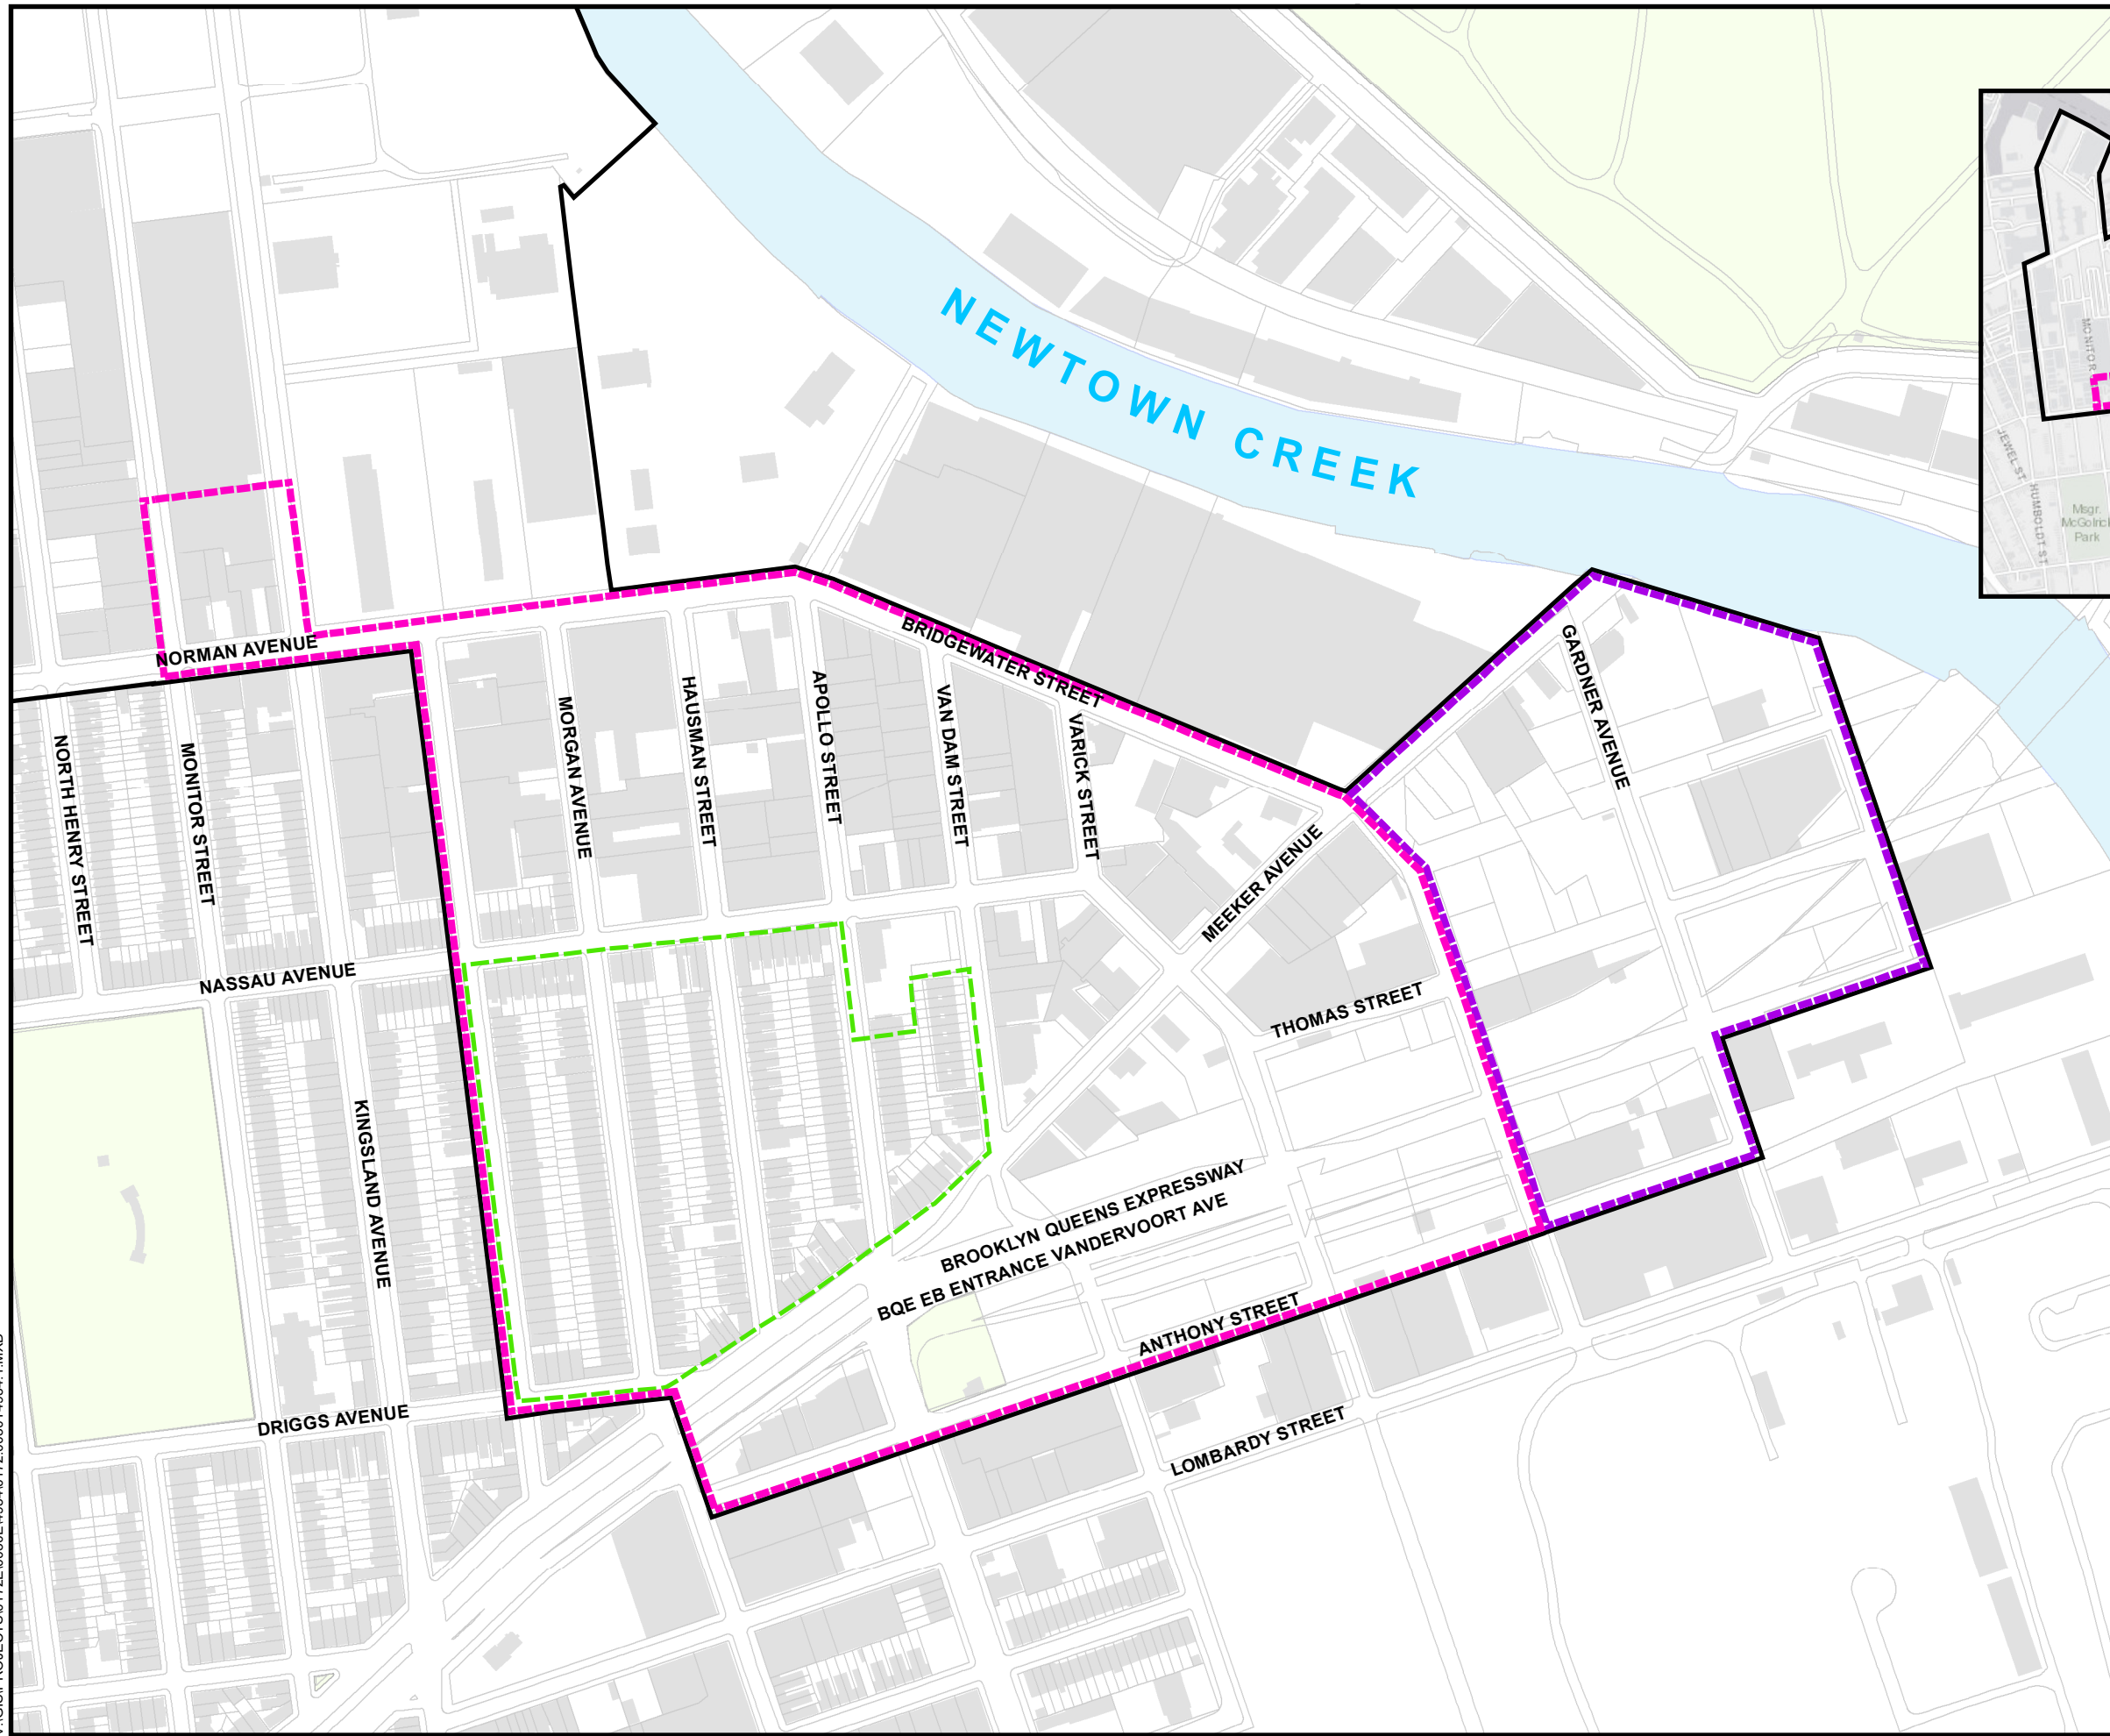 NEWTOWN CREEK
MONITOR
JEWEL ST
HUMBOLDT ST
Msgr.
McGolrick
Park
NORMAN AVENUE
BRIDGEWATER STREET
GARDNER AVENUE
NORTH HENRY STREET
MONITOR STREET
MORGAN AVENUE
HAUSMAN STREET
APOLLO STREET
VAN DAM STREET
VARICK STREET
MEEKER AVENUE
NASSAU AVENUE
THOMAS STREET
KINGSLAND AVENUE
BROOKLYN QUEENS EXPRESSWAY
BQE EB ENTRANCE VANDERVOORT AVE
ANTHONY STREET
DRIGGS AVENUE
LOMBARDY STREET